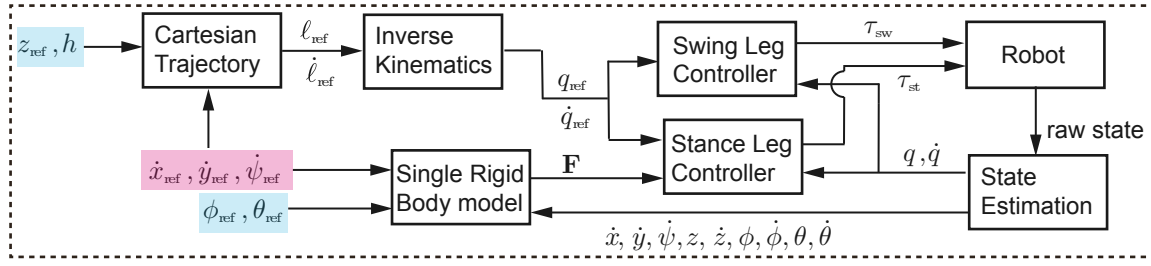 z_ref , h
Cartesian
Trajectory
ℓ_ref
ℓ̇_ref
Inverse
Kinematics
q_ref
q̇_ref
Swing Leg
Controller
τ_sw
Robot
τ_st
Stance Leg
Controller
raw state
q , q̇
State
Estimation
ẋ_ref , ẏ_ref , ψ̇_ref
ϕ_ref , θ_ref
Single Rigid
Body model
F
ẋ, ẏ, ψ̇, z, ż, ϕ, ϕ̇, θ, θ̇